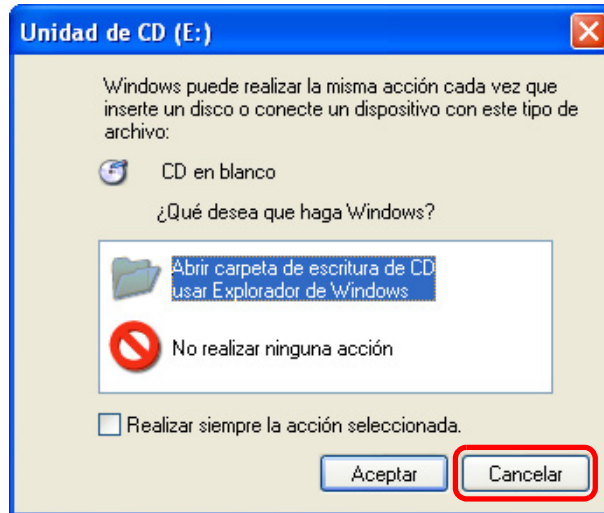 Unidad de CD (E:)
Windows puede realizar la misma acción cada vez que
inserte un disco o conecte un dispositivo con este tipo de
archivo:
CD en blanco
¿Qué desea que haga Windows?
Abrir carpeta de escritura de CD
usar Explorador de Windows
No realizar ninguna acción
Realizar siempre la acción seleccionada.
Aceptar
Cancelar